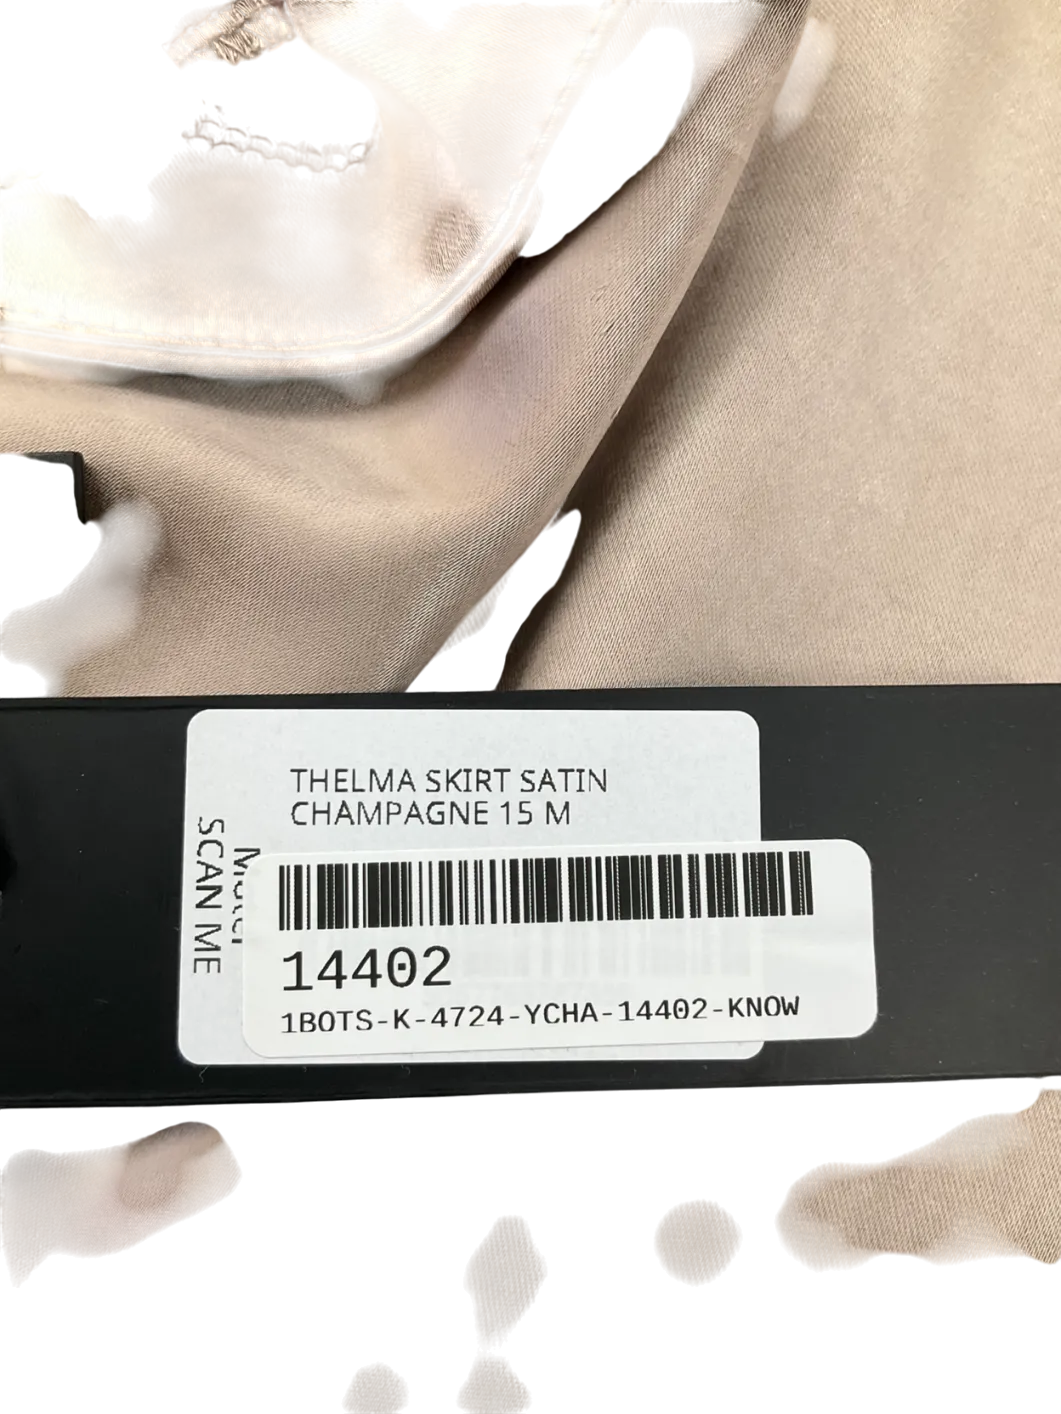 THELMA SKIRT SATIN
CHAMPAGNE 15 M
SCAN ME
14402
1BOTS-K-4724-YCHA-14402-KNOW